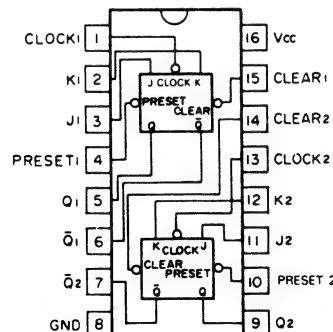 CLOCK1 1 16 Vcc
K1 2 15 CLEAR1
J1 3 14 CLEAR2
PRESET1 4 13 CLOCK2
Q1 5 12 K2
Q̄1 6 11 J2
Q̄2 7 10 PRESET 2
GND 8 9 Q2
J CLOCK K
PRESET
CLEAR
Q Q̄
K CLOCK J
CLEAR
PRESET
Q̄ Q